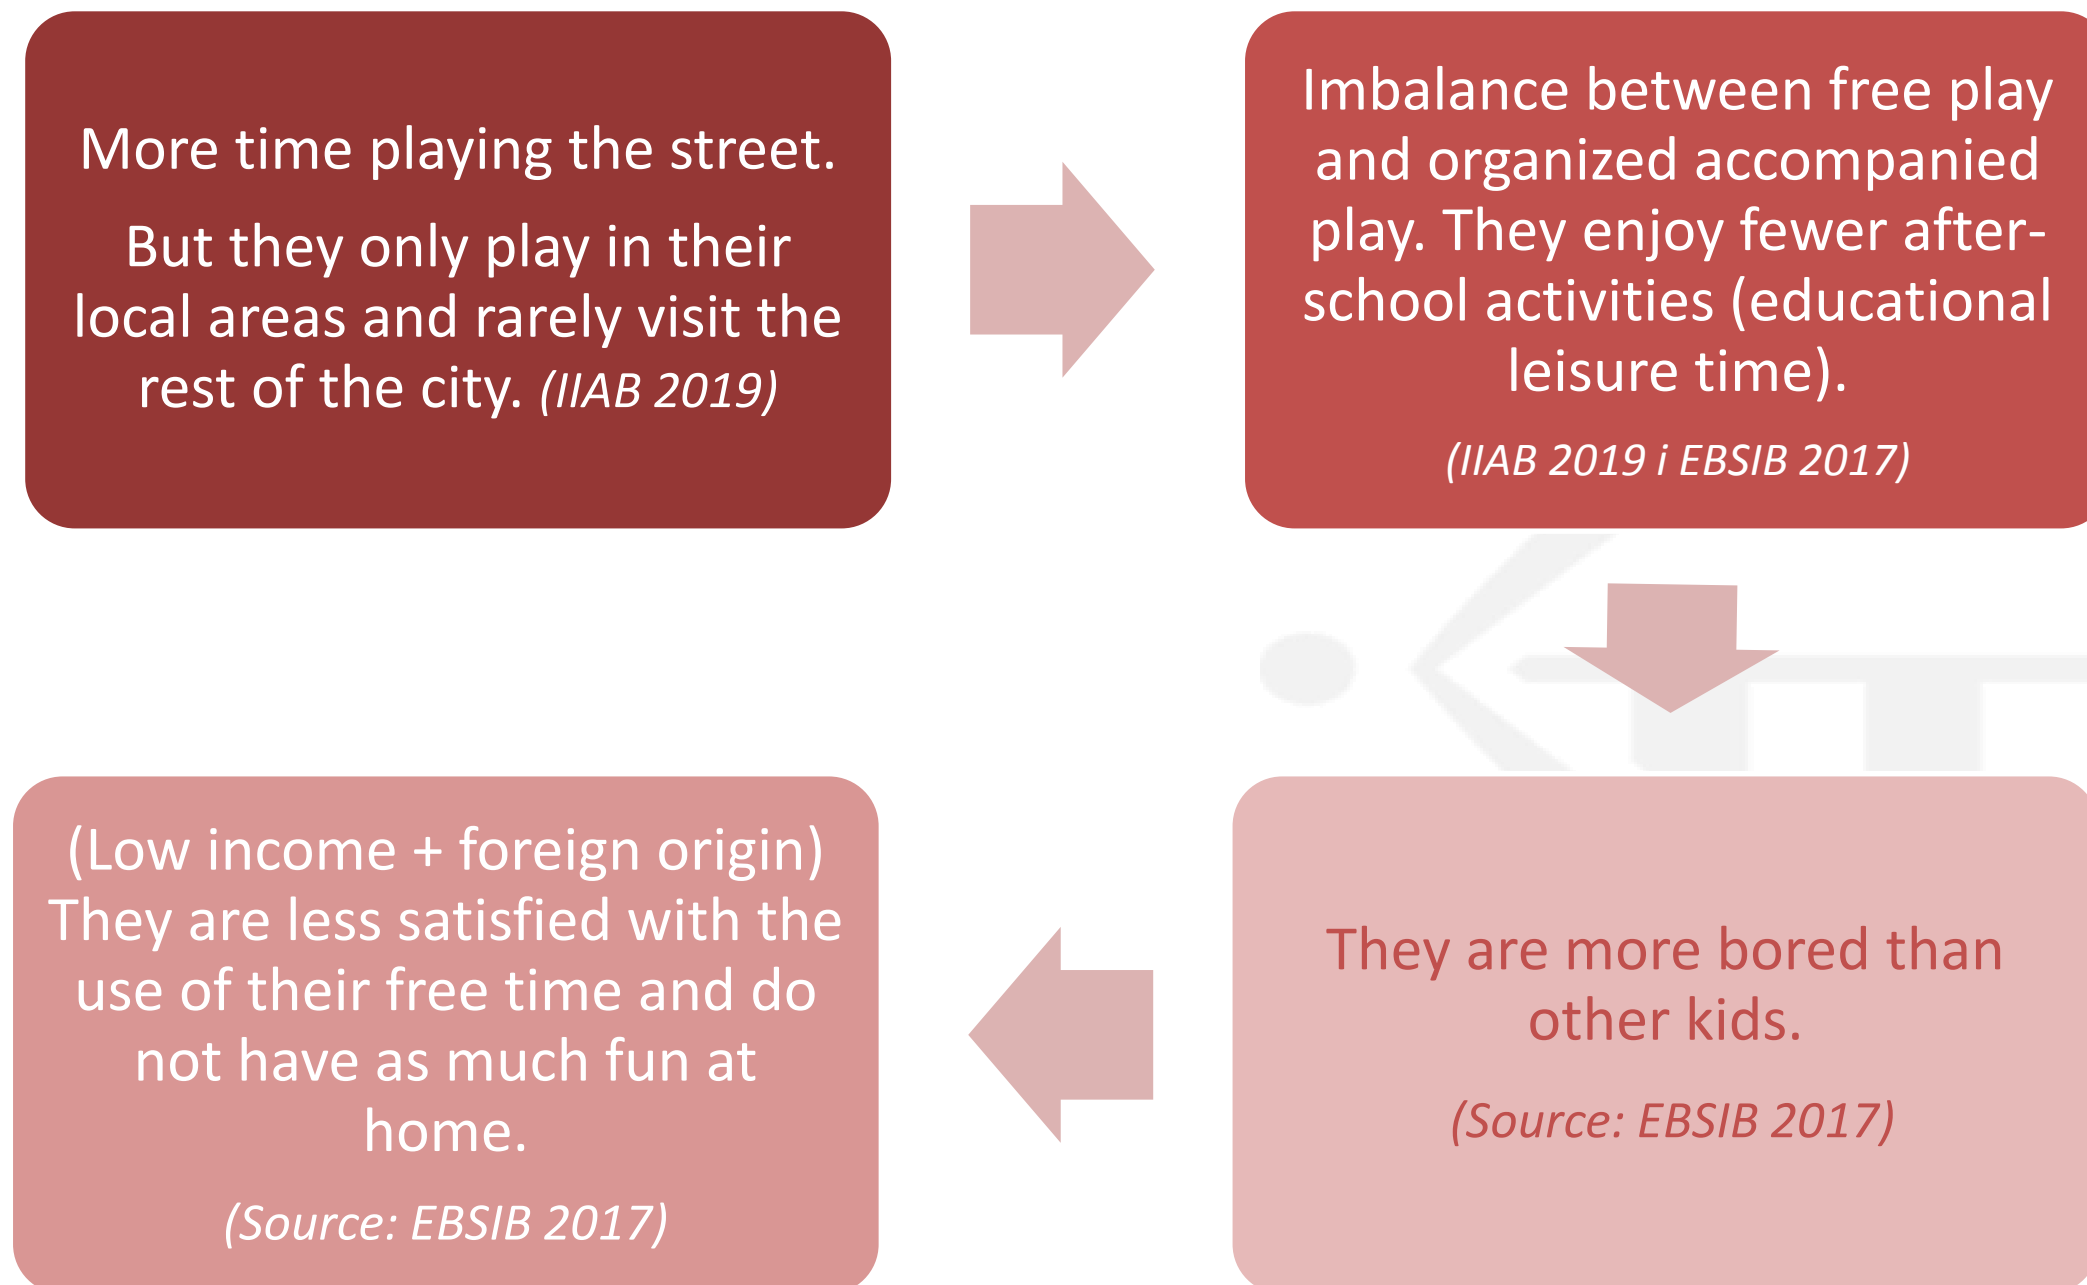 More time playing the street.
But they only play in their
local areas and rarely visit the
rest of the city. (IIAB 2019)
Imbalance between free play
and organized accompanied
play. They enjoy fewer after-
school activities (educational
leisure time).
(IIAB 2019 i EBSIB 2017)
They are more bored than
other kids.
(Source: EBSIB 2017)
(Low income + foreign origin)
They are less satisfied with the
use of their free time and do
not have as much fun at
home.
(Source: EBSIB 2017)